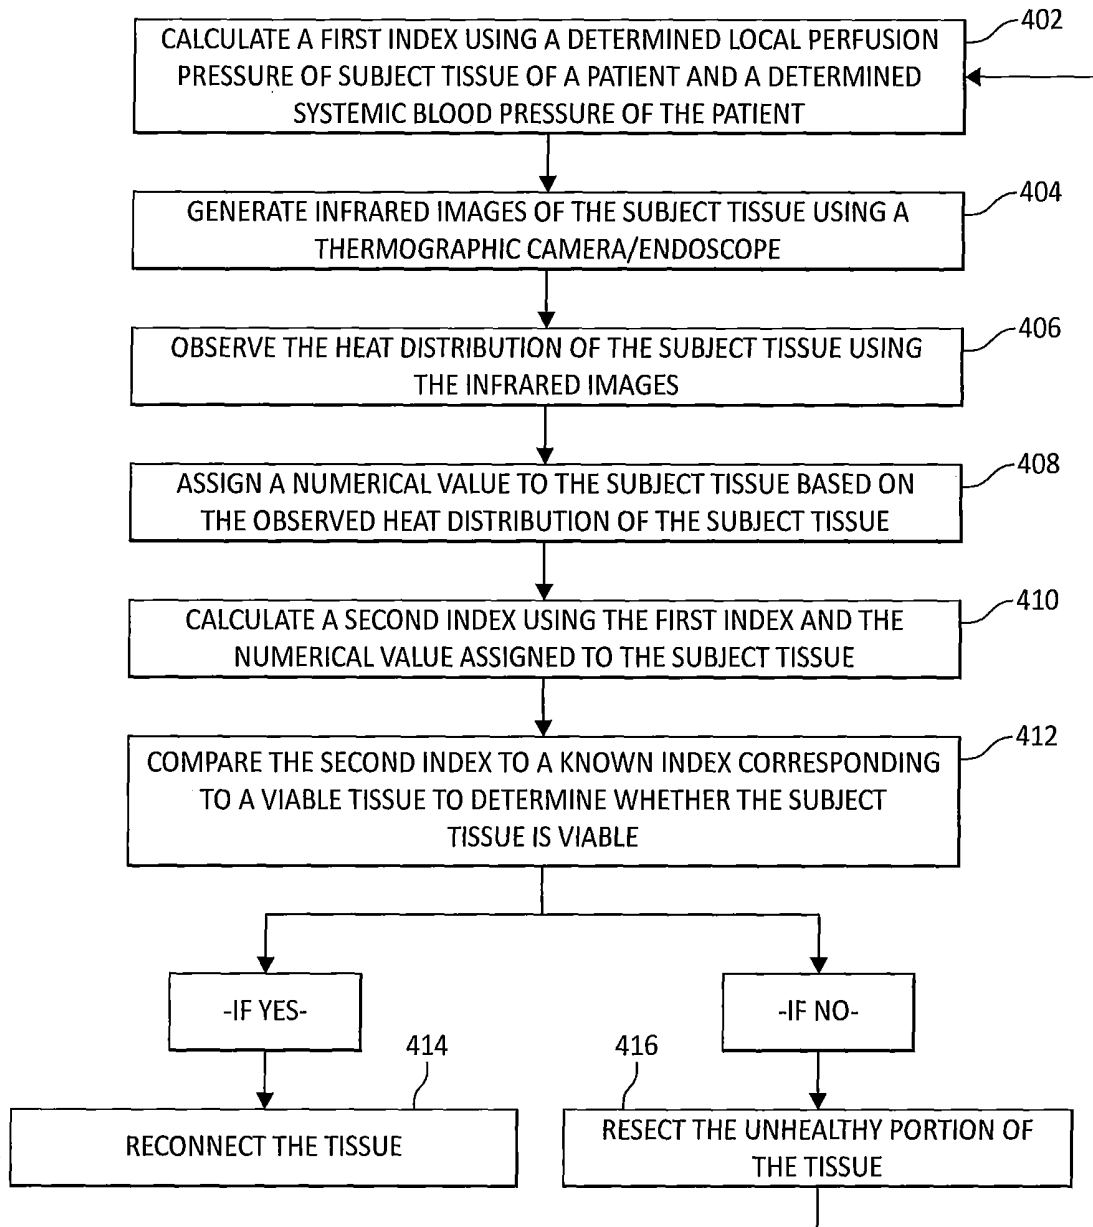 402
CALCULATE A FIRST INDEX USING A DETERMINED LOCAL PERFUSION
PRESSURE OF SUBJECT TISSUE OF A PATIENT AND A DETERMINED
SYSTEMIC BLOOD PRESSURE OF THE PATIENT
404
GENERATE INFRARED IMAGES OF THE SUBJECT TISSUE USING A
THERMOGRAPHIC CAMERA/ENDOSCOPE
406
OBSERVE THE HEAT DISTRIBUTION OF THE SUBJECT TISSUE USING
THE INFRARED IMAGES
408
ASSIGN A NUMERICAL VALUE TO THE SUBJECT TISSUE BASED ON
THE OBSERVED HEAT DISTRIBUTION OF THE SUBJECT TISSUE
410
CALCULATE A SECOND INDEX USING THE FIRST INDEX AND THE
NUMERICAL VALUE ASSIGNED TO THE SUBJECT TISSUE
412
COMPARE THE SECOND INDEX TO A KNOWN INDEX CORRESPONDING
TO A VIABLE TISSUE TO DETERMINE WHETHER THE SUBJECT
TISSUE IS VIABLE
-IF YES-
-IF NO-
414
416
RECONNECT THE TISSUE
RESECT THE UNHEALTHY PORTION OF
THE TISSUE